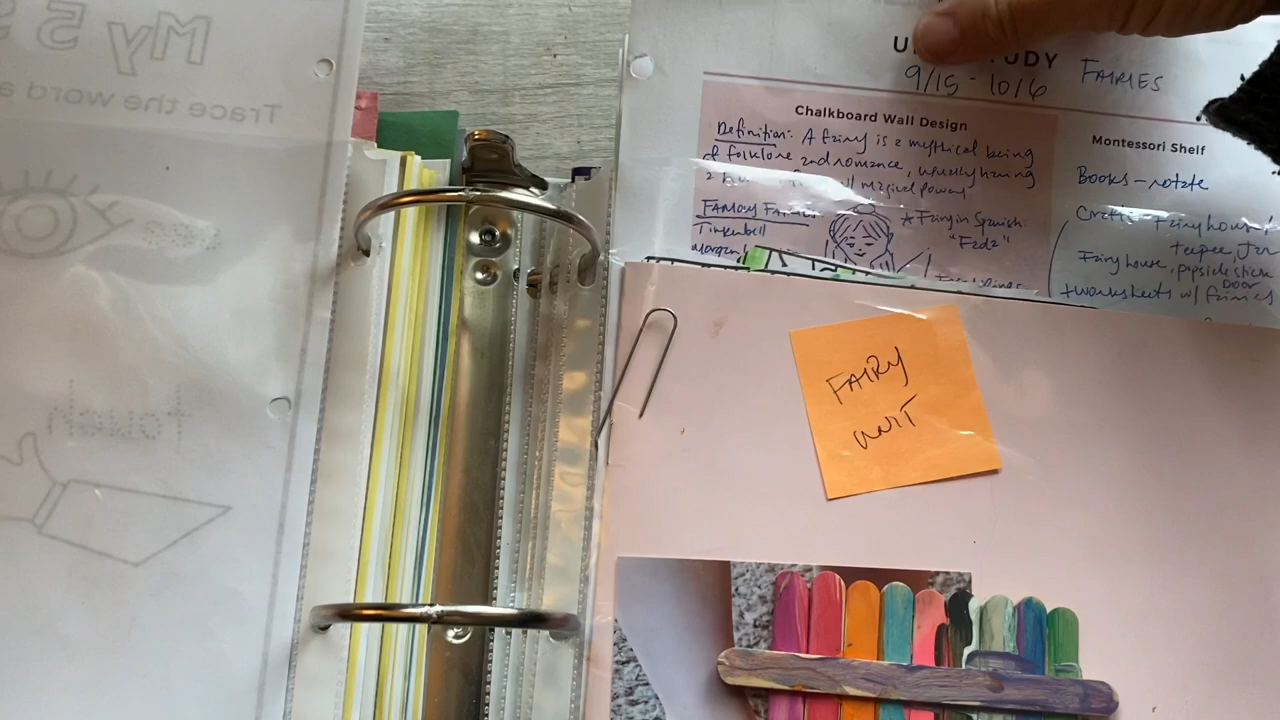 My 5 S
Trace the word a
touch
UNIT STUDY
9/15 - 10/6 FAIRIES
Chalkboard Wall Design
Definition: A fairy is a mythical being
of folklore and romance, usually having
magical powers
FAMOUS FAIRIES
Tinkerbell
* Fairy in Spanish
"Fada"
Montessori Shelf
Books - rotate
Fairy house, popsicle stick
DOOR
+ worksheets w/ fairies
FAIRY
UNIT